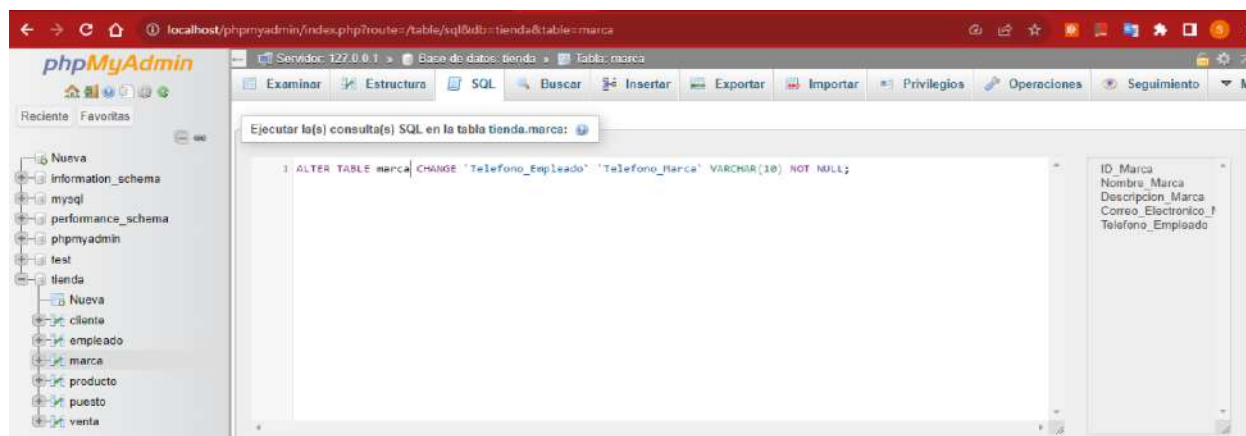 localhost/phpmyadmin/index.php?route=/table/sql&db=tienda&table=marca
phpMyAdmin
Reciente Favoritas
Nueva
information_schema
mysql
performance_schema
phpmyadmin
test
tienda
Nueva
cliente
empleado
marca
producto
puesto
venta
Servidor: 127.0.0.1 » Base de datos: tienda » Tabla: marca
Examinar Estructura SQL Buscar Insertar Exportar Importar Privilegios Operaciones Seguimiento
Ejecutar la(s) consulta(s) SQL en la tabla tienda.marca:
1 ALTER TABLE marca CHANGE `Telefono_Empleado` `Telefono_Marca` VARCHAR(10) NOT NULL;
ID_Marca
Nombre_Marca
Descripcion_Marca
Correo_Electronico_M
Telefono_Empleado